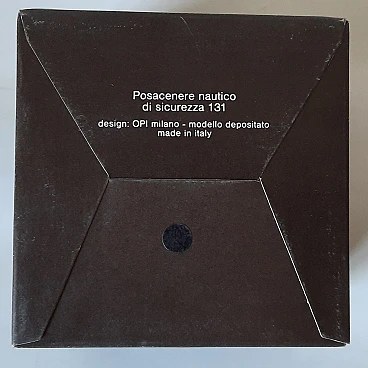 Posacenere nautico
di sicurezza 131
design: OPI milano - modello depositato
made in italy